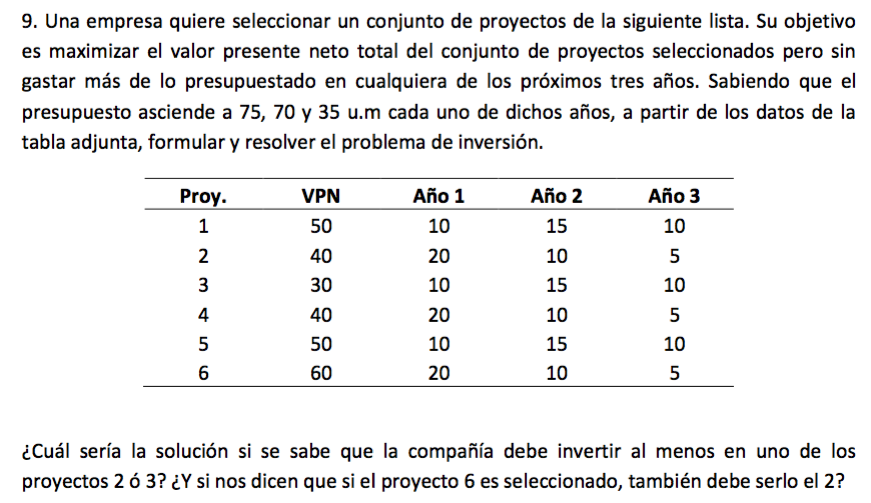 9. Una empresa quiere seleccionar un conjunto de proyectos de la siguiente lista. Su objetivo
es maximizar el valor presente neto total del conjunto de proyectos seleccionados pero sin
gastar más de lo presupuestado en cualquiera de los próximos tres años. Sabiendo que el
presupuesto asciende a 75, 70 y 35 u.m cada uno de dichos años, a partir de los datos de la
tabla adjunta, formular y resolver el problema de inversión.
Proy. VPN Año 1 Año 2 Año 3
1 50 10 15 10
2 40 20 10 5
3 30 10 15 10
4 40 20 10 5
5 50 10 15 10
6 60 20 10 5
¿Cuál sería la solución si se sabe que la compañía debe invertir al menos en uno de los
proyectos 2 ó 3? ¿Y si nos dicen que si el proyecto 6 es seleccionado, también debe serlo el 2?